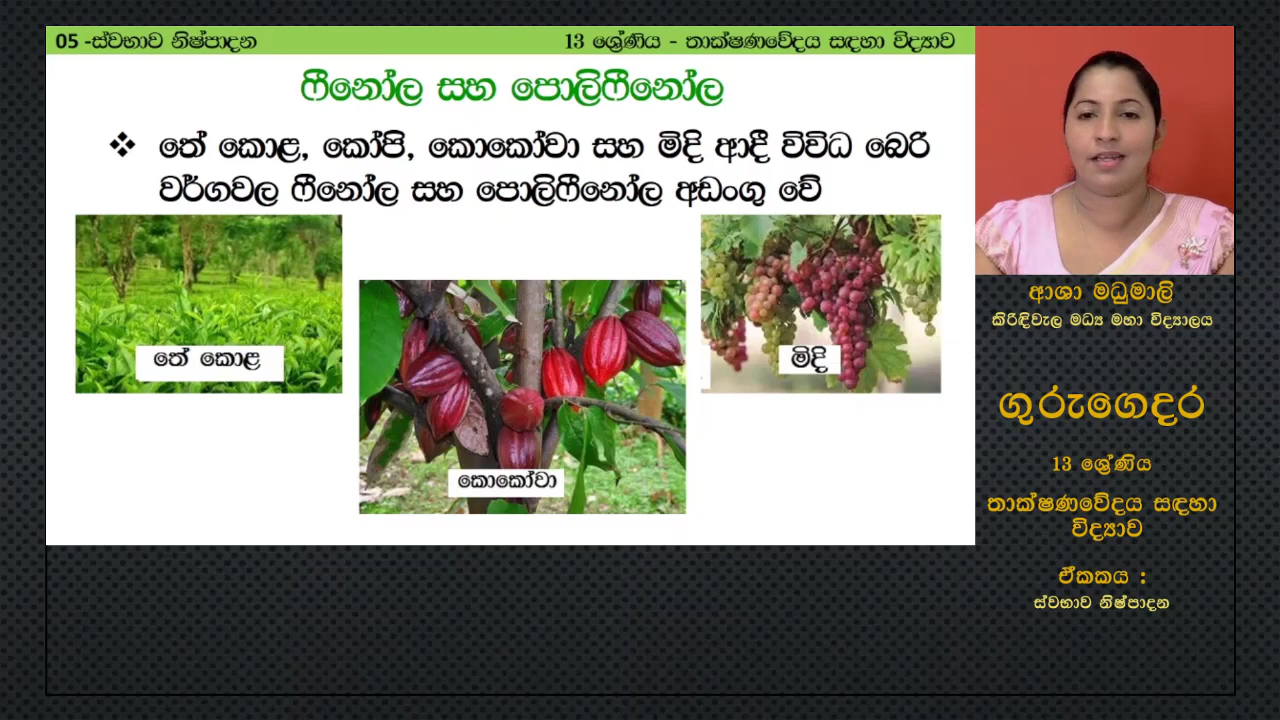 05 -ස්වභාව නිෂ්පාදන
13 ශ්‍රේණිය - තාක්ෂණවේදය සඳහා විද්‍යාව
ෆීනෝල සහ පොලිෆීනෝල
❖ තේ කොළ, කෝපි, කොකෝවා සහ මිදි ආදී විවිධ බෙරි
වර්ගවල ෆීනෝල සහ පොලිෆීනෝල අඩංගු වේ
තේ කොළ
කොකෝවා
මිදි
ආශා මධුමාලි
කිරිඳිවැල මධ්‍ය මහා විද්‍යාලය
ගුරුගෙදර
13 ශ්‍රේණිය
තාක්ෂණවේදය සඳහා
විද්‍යාව
ඒකකය :
ස්වභාව නිෂ්පාදන